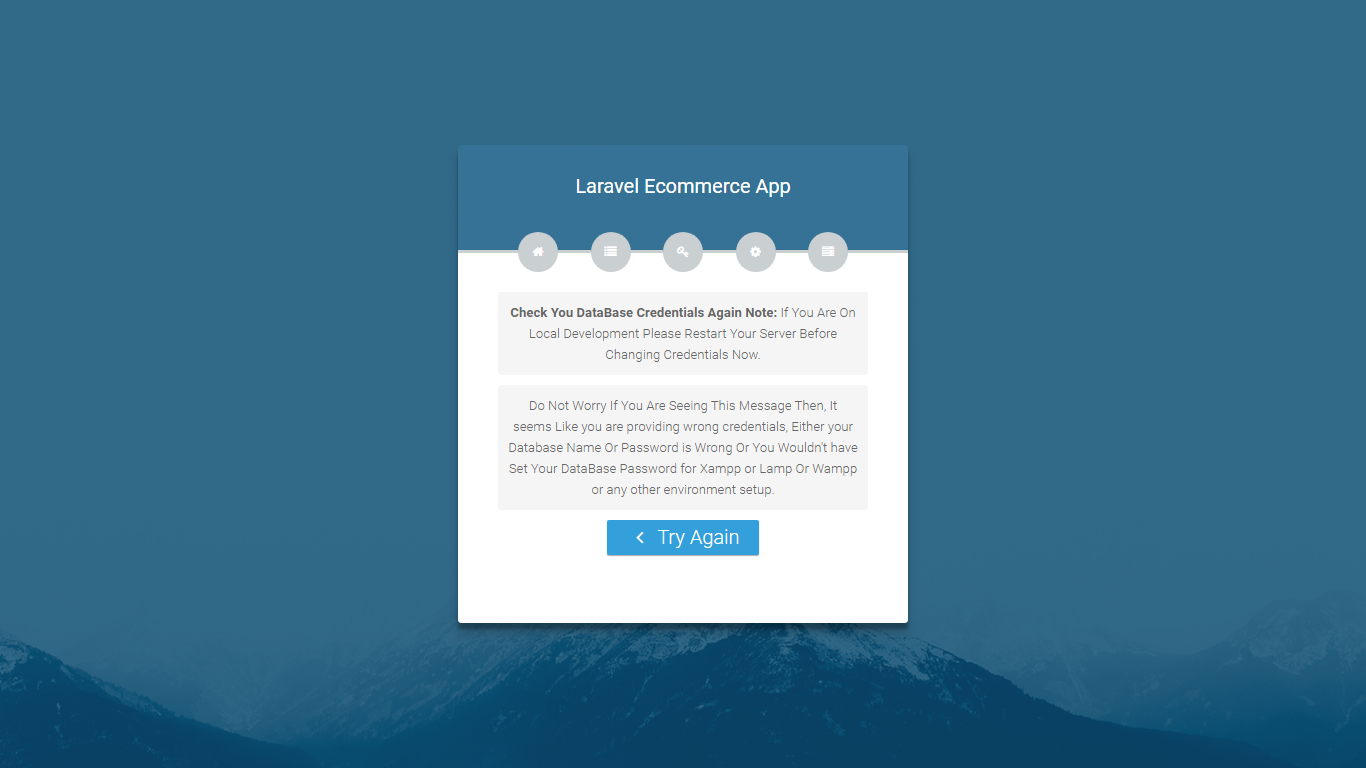 Laravel Ecommerce App
Check You DataBase Credentials Again Note: If You Are On
Local Development Please Restart Your Server Before
Changing Credentials Now.
Do Not Worry If You Are Seeing This Message Then, It
seems Like you are providing wrong credentials, Either your
Database Name Or Password is Wrong Or You Wouldn't have
Set Your DataBase Password for Xampp or Lamp Or Wampp
or any other environment setup.
Try Again